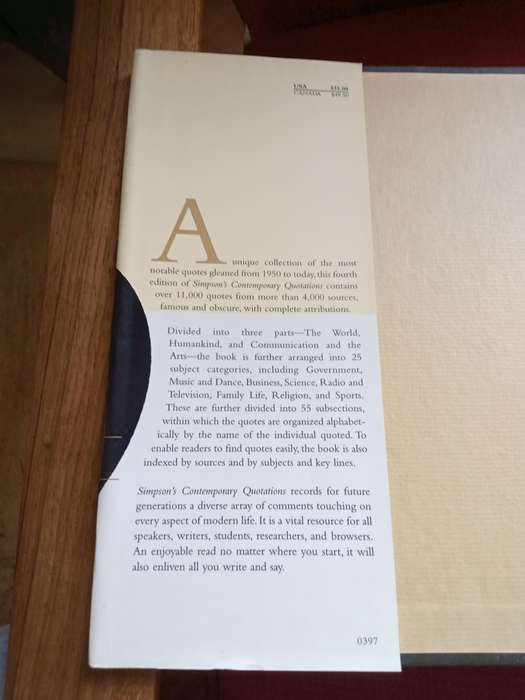 USA $35.00
CANADA $49.50
A unique collection of the most
notable quotes gleaned from 1950 to today, this fourth
edition of Simpson's Contemporary Quotations contains
over 11,000 quotes from more than 4,000 sources,
famous and obscure, with complete attributions.
Divided into three parts—The World,
Humankind, and Communication and the
Arts—the book is further arranged into 25
subject categories, including Government,
Music and Dance, Business, Science, Radio and
Television, Family Life, Religion, and Sports.
These are further divided into 55 subsections,
within which the quotes are organized alphabet-
ically by the name of the individual quoted. To
enable readers to find quotes easily, the book is also
indexed by sources and by subjects and key lines.
Simpson's Contemporary Quotations records for future
generations a diverse array of comments touching on
every aspect of modern life. It is a vital resource for all
speakers, writers, students, researchers, and browsers.
An enjoyable read no matter where you start, it will
also enliven all you write and say.
0397